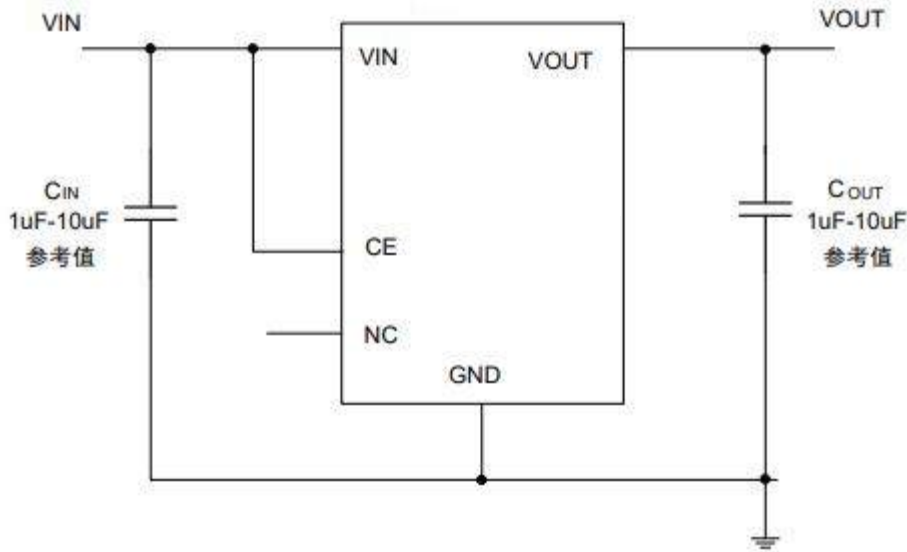 VIN
VOUT
VIN
VOUT
CIN
1uF-10uF
参考值
COUT
1uF-10uF
参考值
CE
NC
GND